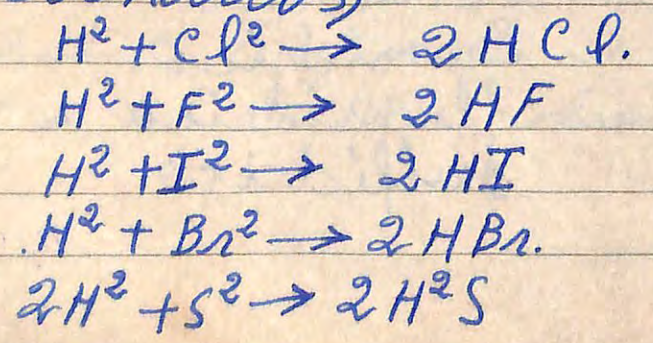 H² + Cl² → 2HCl.
H² + F² → 2HF
H² + I² → 2HI
.H² + Br² → 2HBr.
2H² + S² → 2H²S